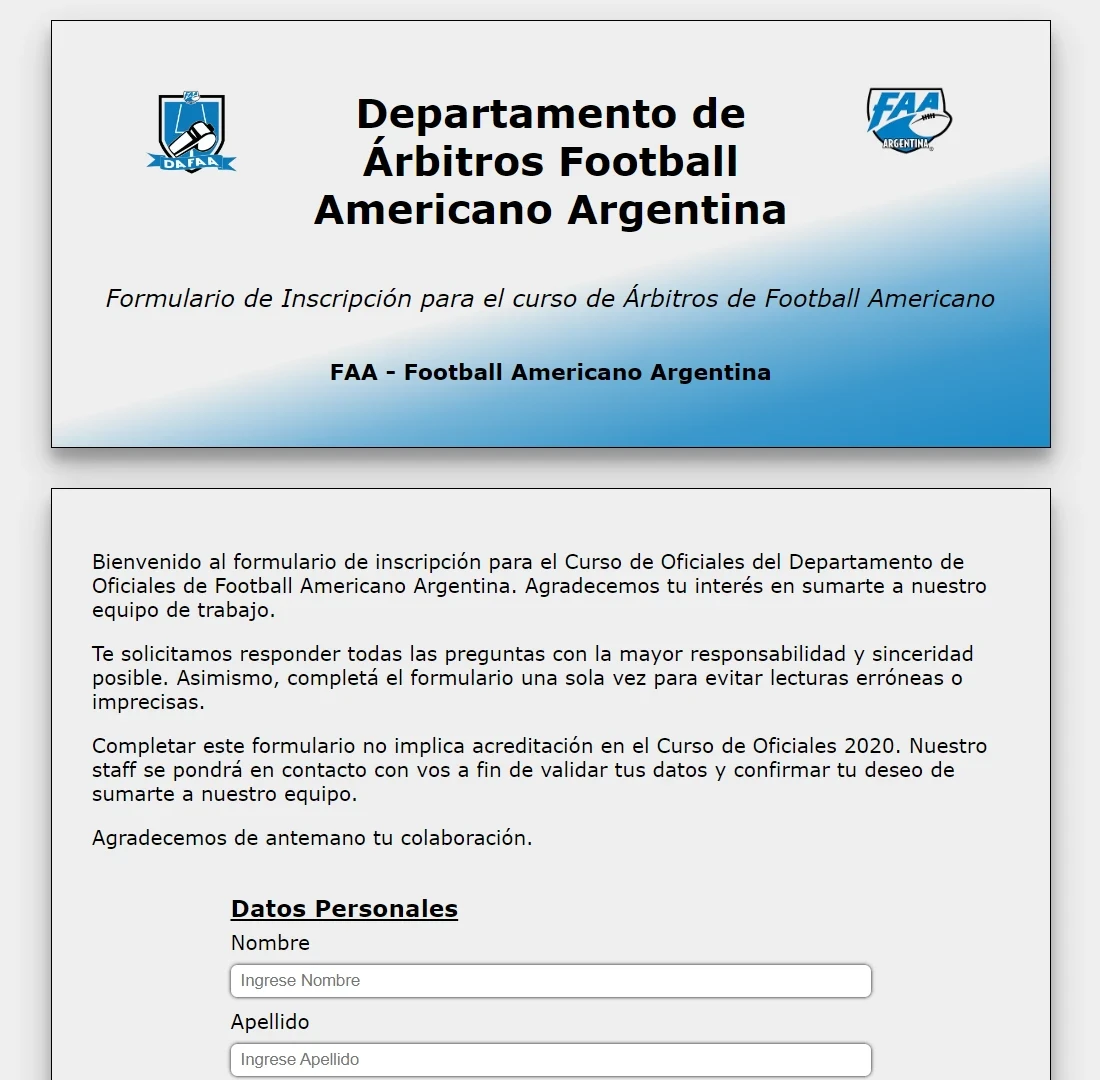 FAA
DAFAA
Departamento de
Árbitros Football
Americano Argentina
FAA
ARGENTINA
Formulario de Inscripción para el curso de Árbitros de Football Americano
FAA - Football Americano Argentina
Bienvenido al formulario de inscripción para el Curso de Oficiales del Departamento de
Oficiales de Football Americano Argentina. Agradecemos tu interés en sumarte a nuestro
equipo de trabajo.
Te solicitamos responder todas las preguntas con la mayor responsabilidad y sinceridad
posible. Asimismo, completá el formulario una sola vez para evitar lecturas erróneas o
imprecisas.
Completar este formulario no implica acreditación en el Curso de Oficiales 2020. Nuestro
staff se pondrá en contacto con vos a fin de validar tus datos y confirmar tu deseo de
sumarte a nuestro equipo.
Agradecemos de antemano tu colaboración.
Datos Personales
Nombre
Ingrese Nombre
Apellido
Ingrese Apellido